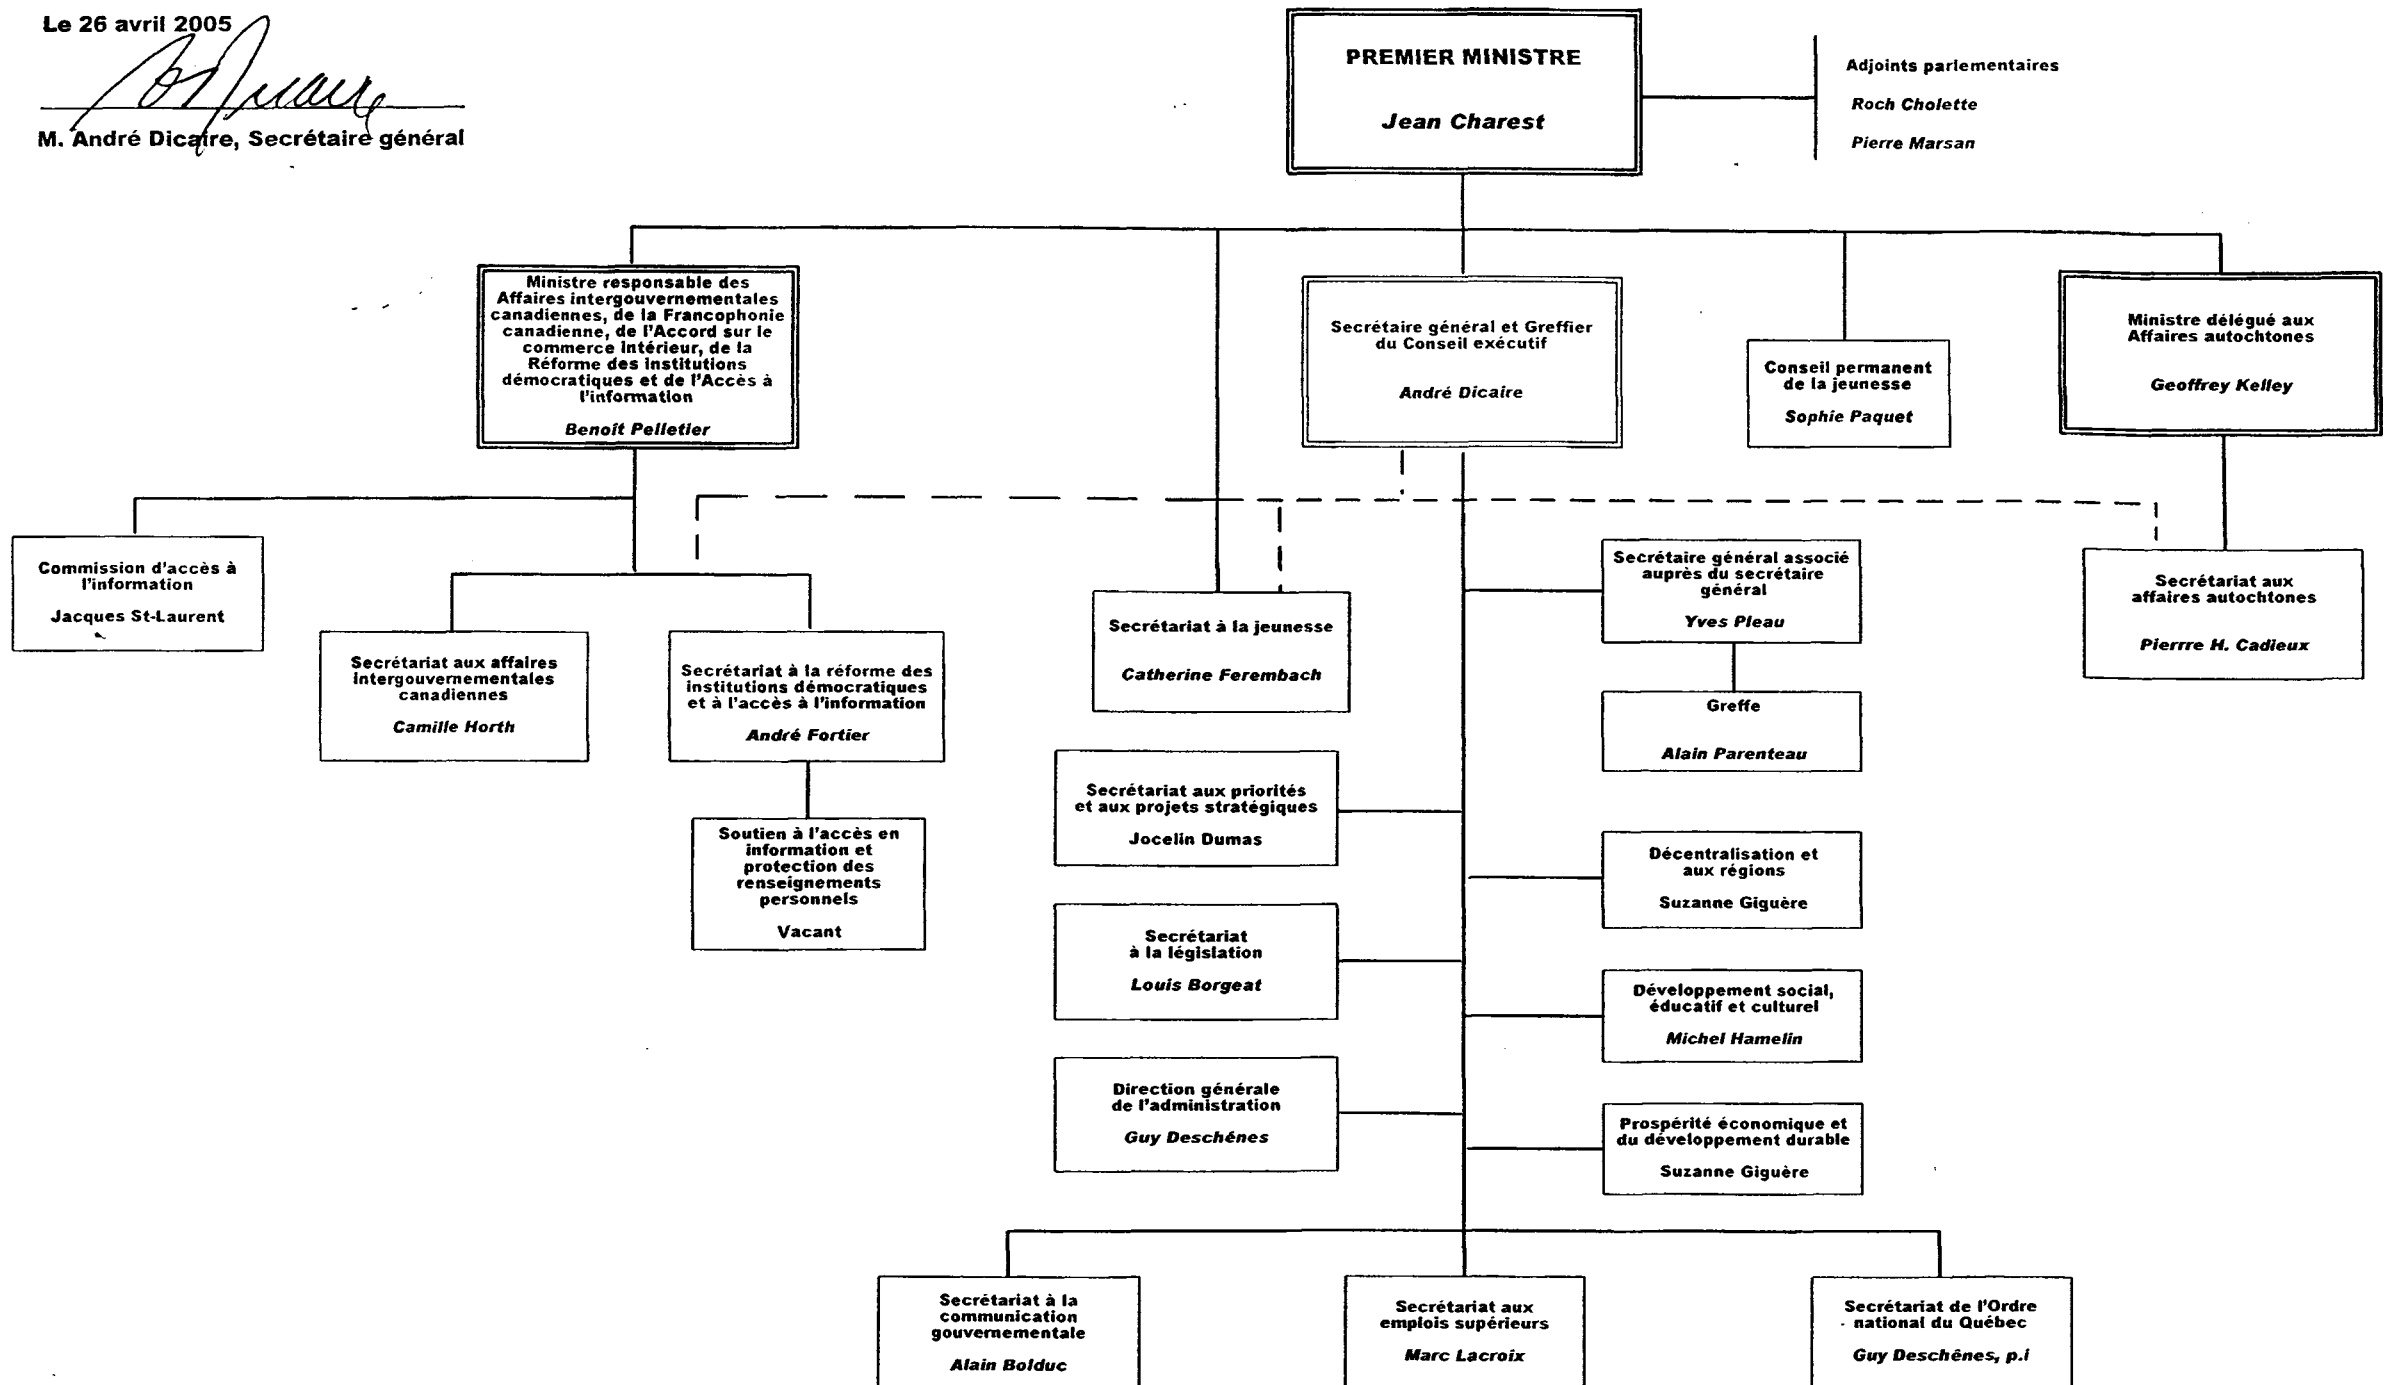 Le 26 avril 2005
M. André Dicaire, Secrétaire général
PREMIER MINISTRE
Jean Charest
Adjoints parlementaires
Roch Cholette
Pierre Marsan
Ministre responsable des
Affaires intergouvernementales
canadiennes, de la Francophonie
canadienne, de l'Accord sur le
commerce intérieur, de la
Réforme des institutions
démocratiques et de l'Accès à
l'information
Benoît Pelletier
Secrétaire général et Greffier
du Conseil exécutif
André Dicaire
Conseil permanent
de la jeunesse
Sophie Paquet
Ministre délégué aux
Affaires autochtones
Geoffrey Kelley
Commission d'accès à
l'information
Jacques St-Laurent
Secrétariat aux affaires
intergouvernementales
canadiennes
Camille Horth
Secrétariat à la réforme des
institutions démocratiques
et à l'accès à l'information
André Fortier
Soutien à l'accès en
information et
protection des
renseignements
personnels
Vacant
Secrétariat à la jeunesse
Catherine Ferembach
Secrétaire général associé
auprès du secrétaire
général
Yves Pleau
Secrétariat aux
affaires autochtones
Pierrre H. Cadieux
Greffe
Alain Parenteau
Secrétariat aux priorités
et aux projets stratégiques
Jocelin Dumas
Décentralisation et
aux régions
Suzanne Giguère
Secrétariat
à la législation
Louis Borgeat
Développement social,
éducatif et culturel
Michel Hamelin
Direction générale
de l'administration
Guy Deschênes
Prospérité économique et
du développement durable
Suzanne Giguère
Secrétariat à la
communication
gouvernementale
Alain Bolduc
Secrétariat aux
emplois supérieurs
Marc Lacroix
Secrétariat de l'Ordre
national du Québec
Guy Deschênes, p.i